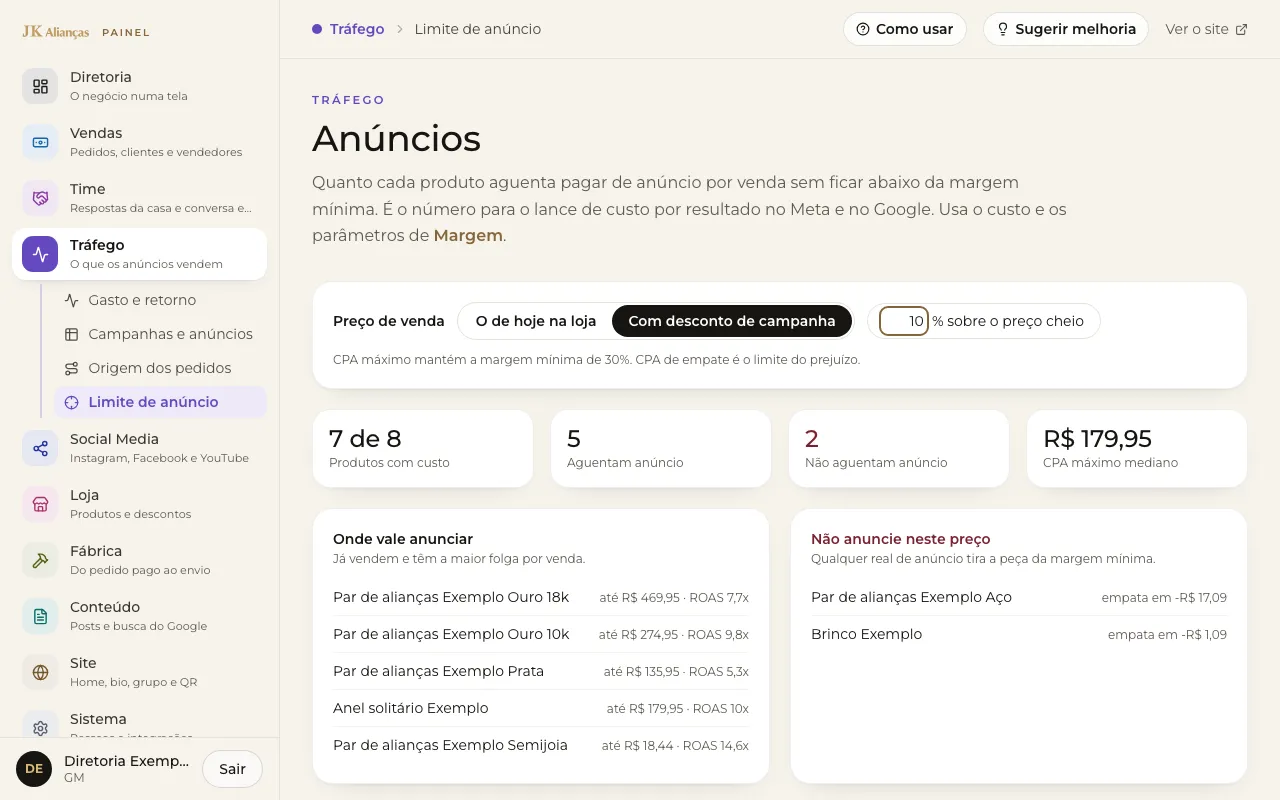 JK Alianças PAINEL
Diretoria
O negócio numa tela
Vendas
Pedidos, clientes e vendedores
Time
Respostas da casa e conversa e...
Tráfego
O que os anúncios vendem
Gasto e retorno
Campanhas e anúncios
Origem dos pedidos
Limite de anúncio
Social Media
Instagram, Facebook e YouTube
Loja
Produtos e descontos
Fábrica
Do pedido pago ao envio
Conteúdo
Posts e busca do Google
Site
Home, bio, grupo e QR
Sistema
DE
Diretoria Exemp...
GM
Sair
Tráfego > Limite de anúncio
Como usar
Sugerir melhoria
Ver o site
TRÁFEGO
Anúncios
Quanto cada produto aguenta pagar de anúncio por venda sem ficar abaixo da margem
mínima. É o número para o lance de custo por resultado no Meta e no Google. Usa o custo e os
parâmetros de Margem.
Preço de venda
O de hoje na loja
Com desconto de campanha
10 % sobre o preço cheio
CPA máximo mantém a margem mínima de 30%. CPA de empate é o limite do prejuízo.
7 de 8
Produtos com custo
5
Aguentam anúncio
2
Não aguentam anúncio
R$ 179,95
CPA máximo mediano
Onde vale anunciar
Já vendem e têm a maior folga por venda.
Par de alianças Exemplo Ouro 18k até R$ 469,95 · ROAS 7,7x
Par de alianças Exemplo Ouro 10k até R$ 274,95 · ROAS 9,8x
Par de alianças Exemplo Prata até R$ 135,95 · ROAS 5,3x
Anel solitário Exemplo até R$ 179,95 · ROAS 10x
Par de alianças Exemplo Semijoia até R$ 18,44 · ROAS 14,6x
Não anuncie neste preço
Qualquer real de anúncio tira a peça da margem mínima.
Par de alianças Exemplo Aço empata em -R$ 17,09
Brinco Exemplo empata em -R$ 1,09